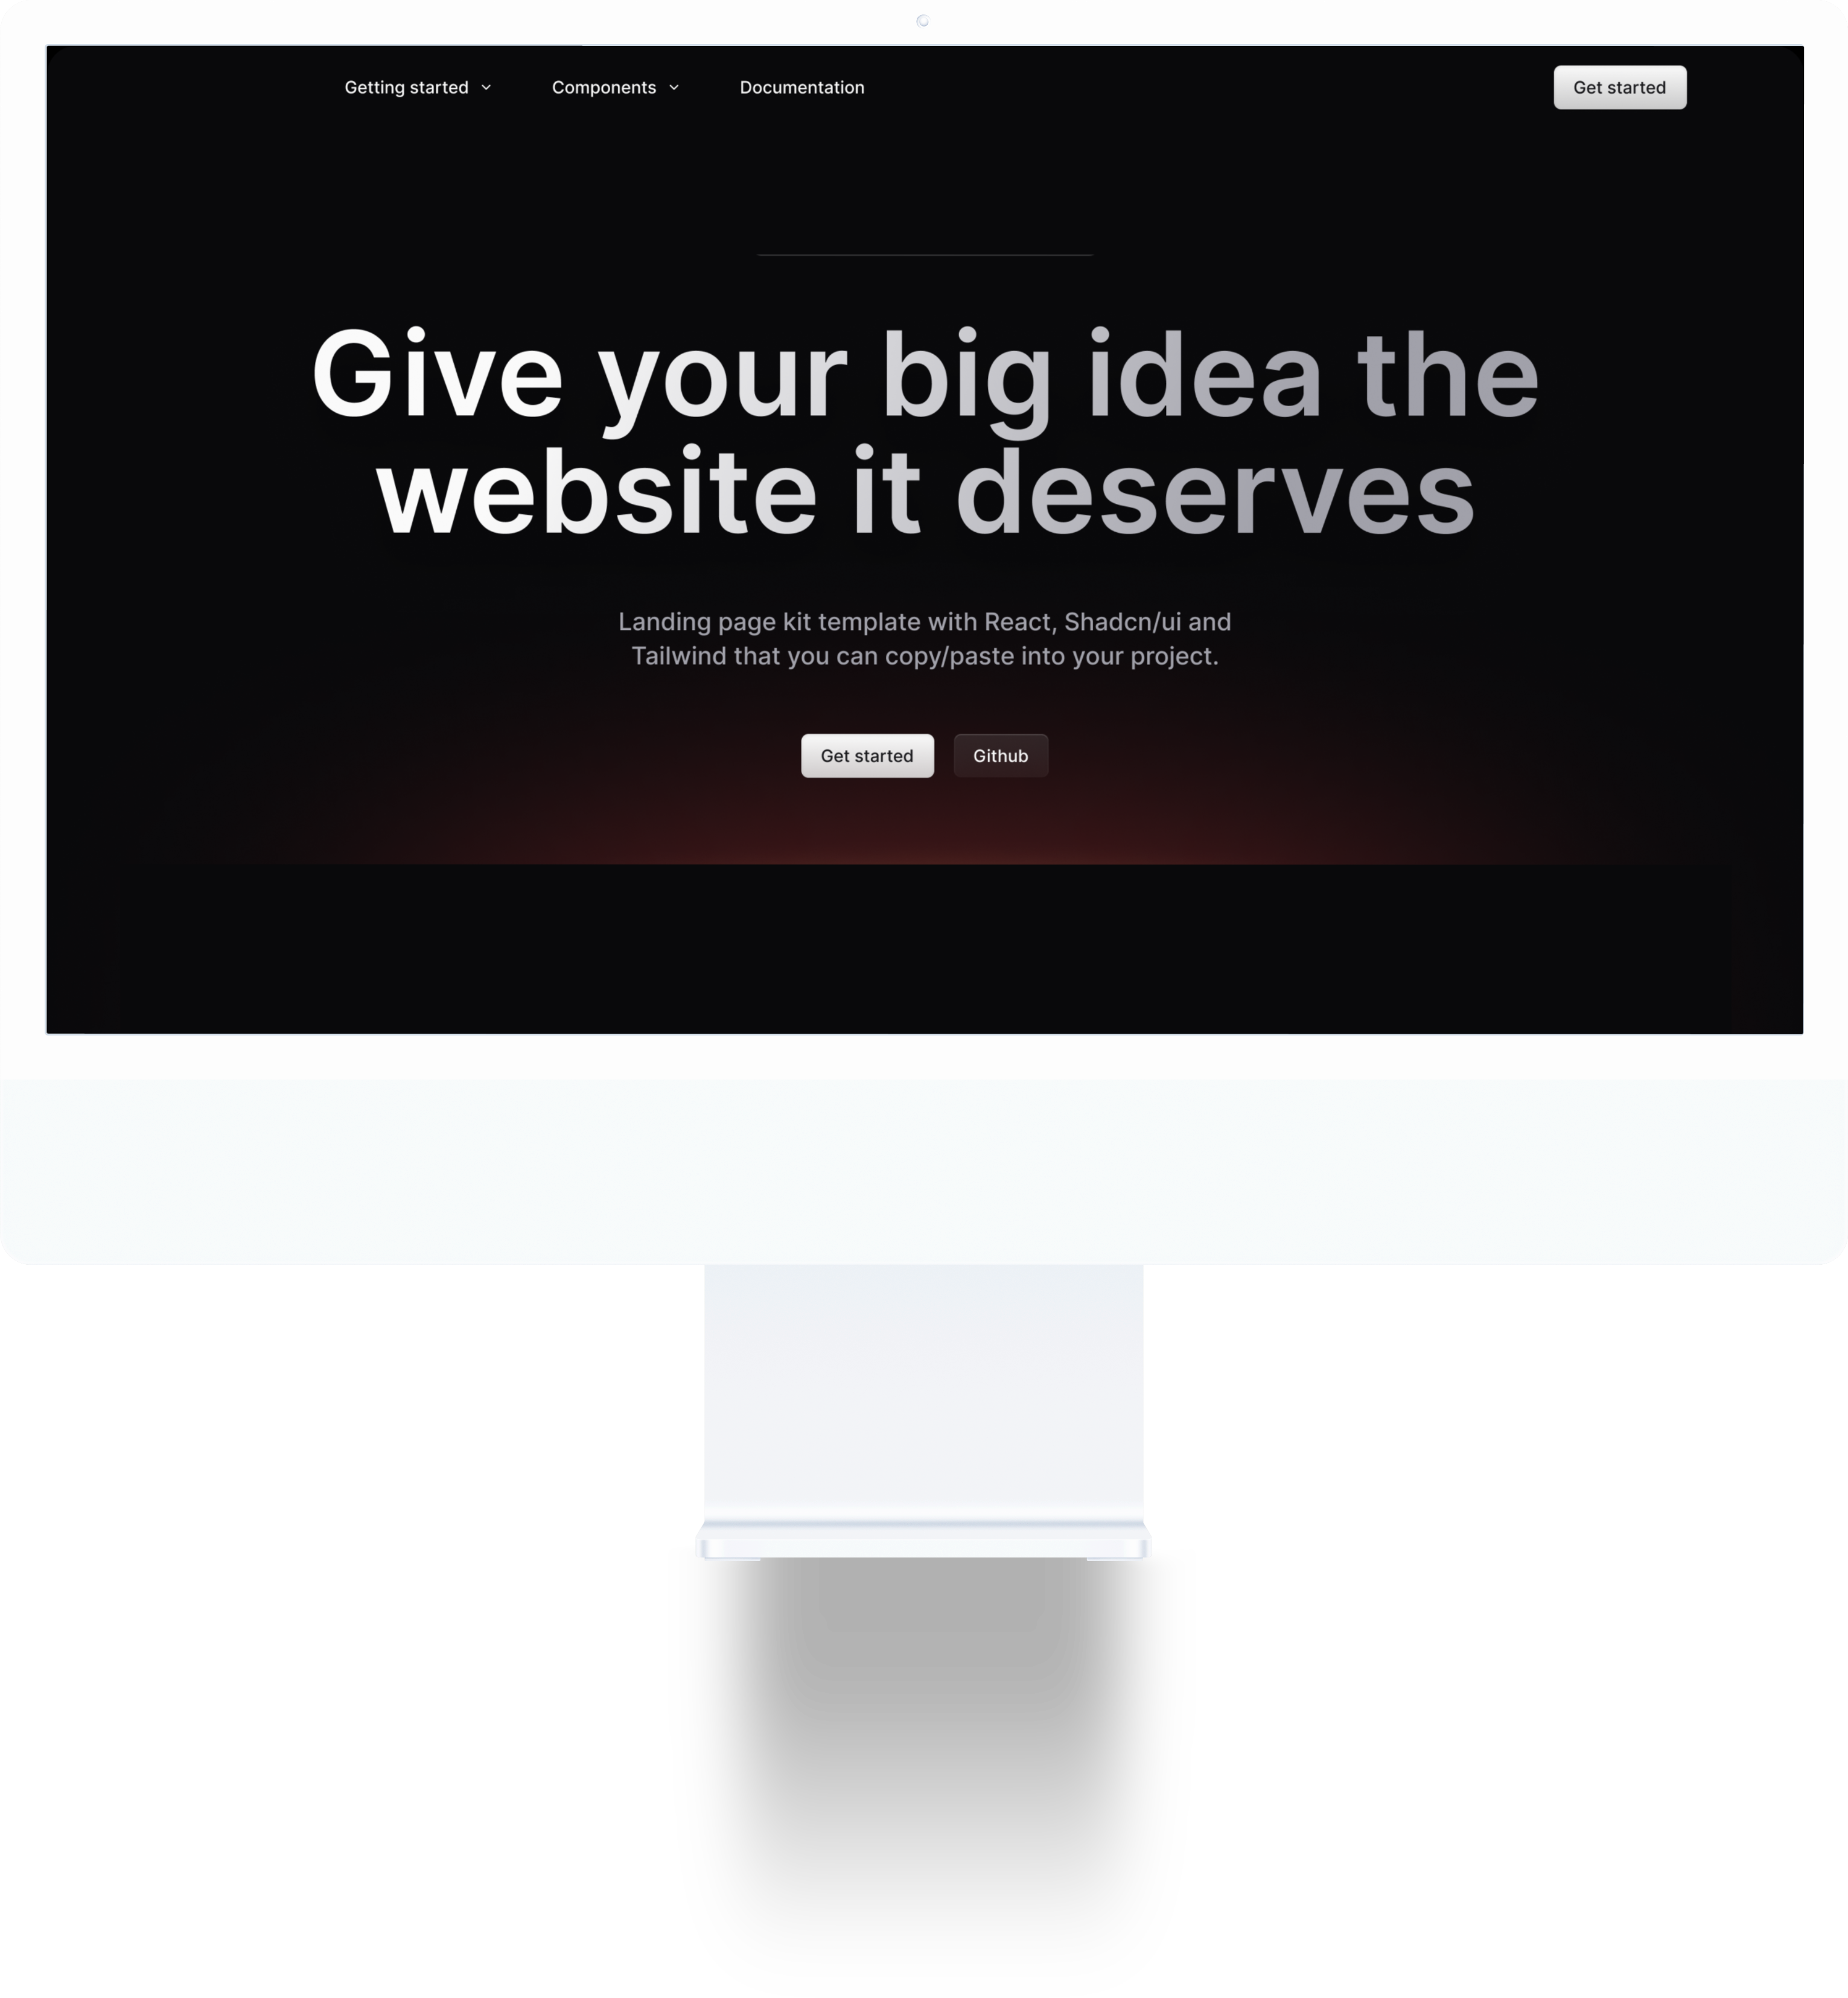 Getting started
Components
Documentation
Get started
Give your big idea the
website it deserves
Landing page kit template with React, Shadcn/ui and
Tailwind that you can copy/paste into your project.
Get started
Github